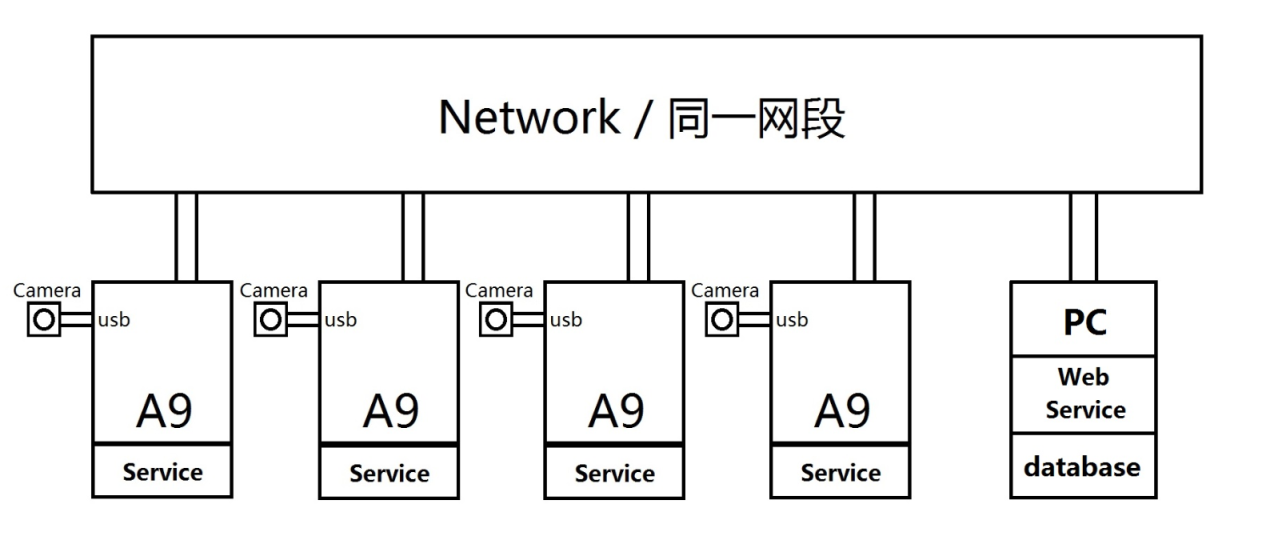 Network / 同一网段
Camera
usb
A9
Service
Camera
usb
A9
Service
Camera
usb
A9
Service
Camera
usb
A9
Service
PC
Web
Service
database